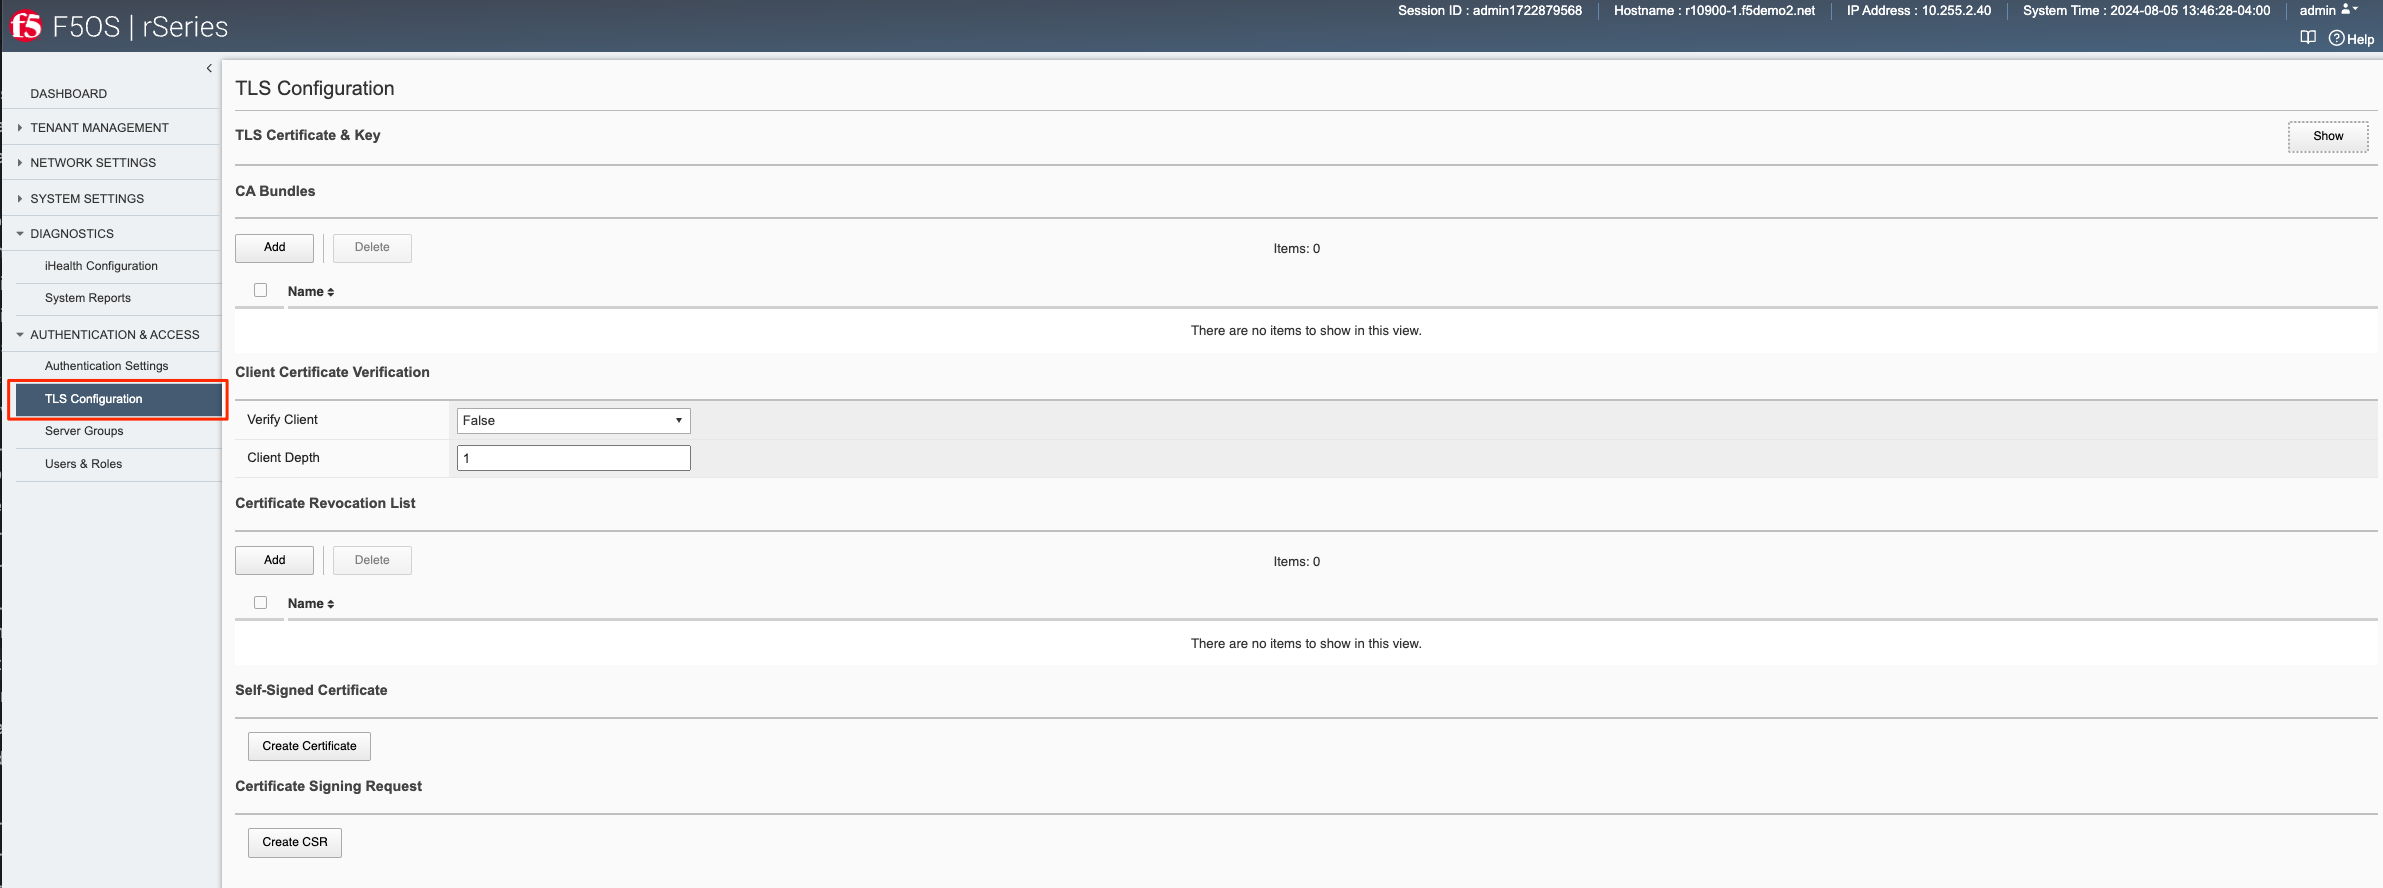 f5 F5OS | rSeries
Session ID : admin1722879568
Hostname : r10900-1.f5demo2.net
IP Address : 10.255.2.40
System Time : 2024-08-05 13:46:28-04:00
admin
Help
DASHBOARD
TENANT MANAGEMENT
NETWORK SETTINGS
SYSTEM SETTINGS
DIAGNOSTICS
iHealth Configuration
System Reports
AUTHENTICATION & ACCESS
Authentication Settings
TLS Configuration
Server Groups
Users & Roles
TLS Configuration
TLS Certificate & Key
Show
CA Bundles
Add
Delete
Items: 0
Name
There are no items to show in this view.
Client Certificate Verification
Verify Client
False
Client Depth
1
Certificate Revocation List
Add
Delete
Items: 0
Name
There are no items to show in this view.
Self-Signed Certificate
Create Certificate
Certificate Signing Request
Create CSR